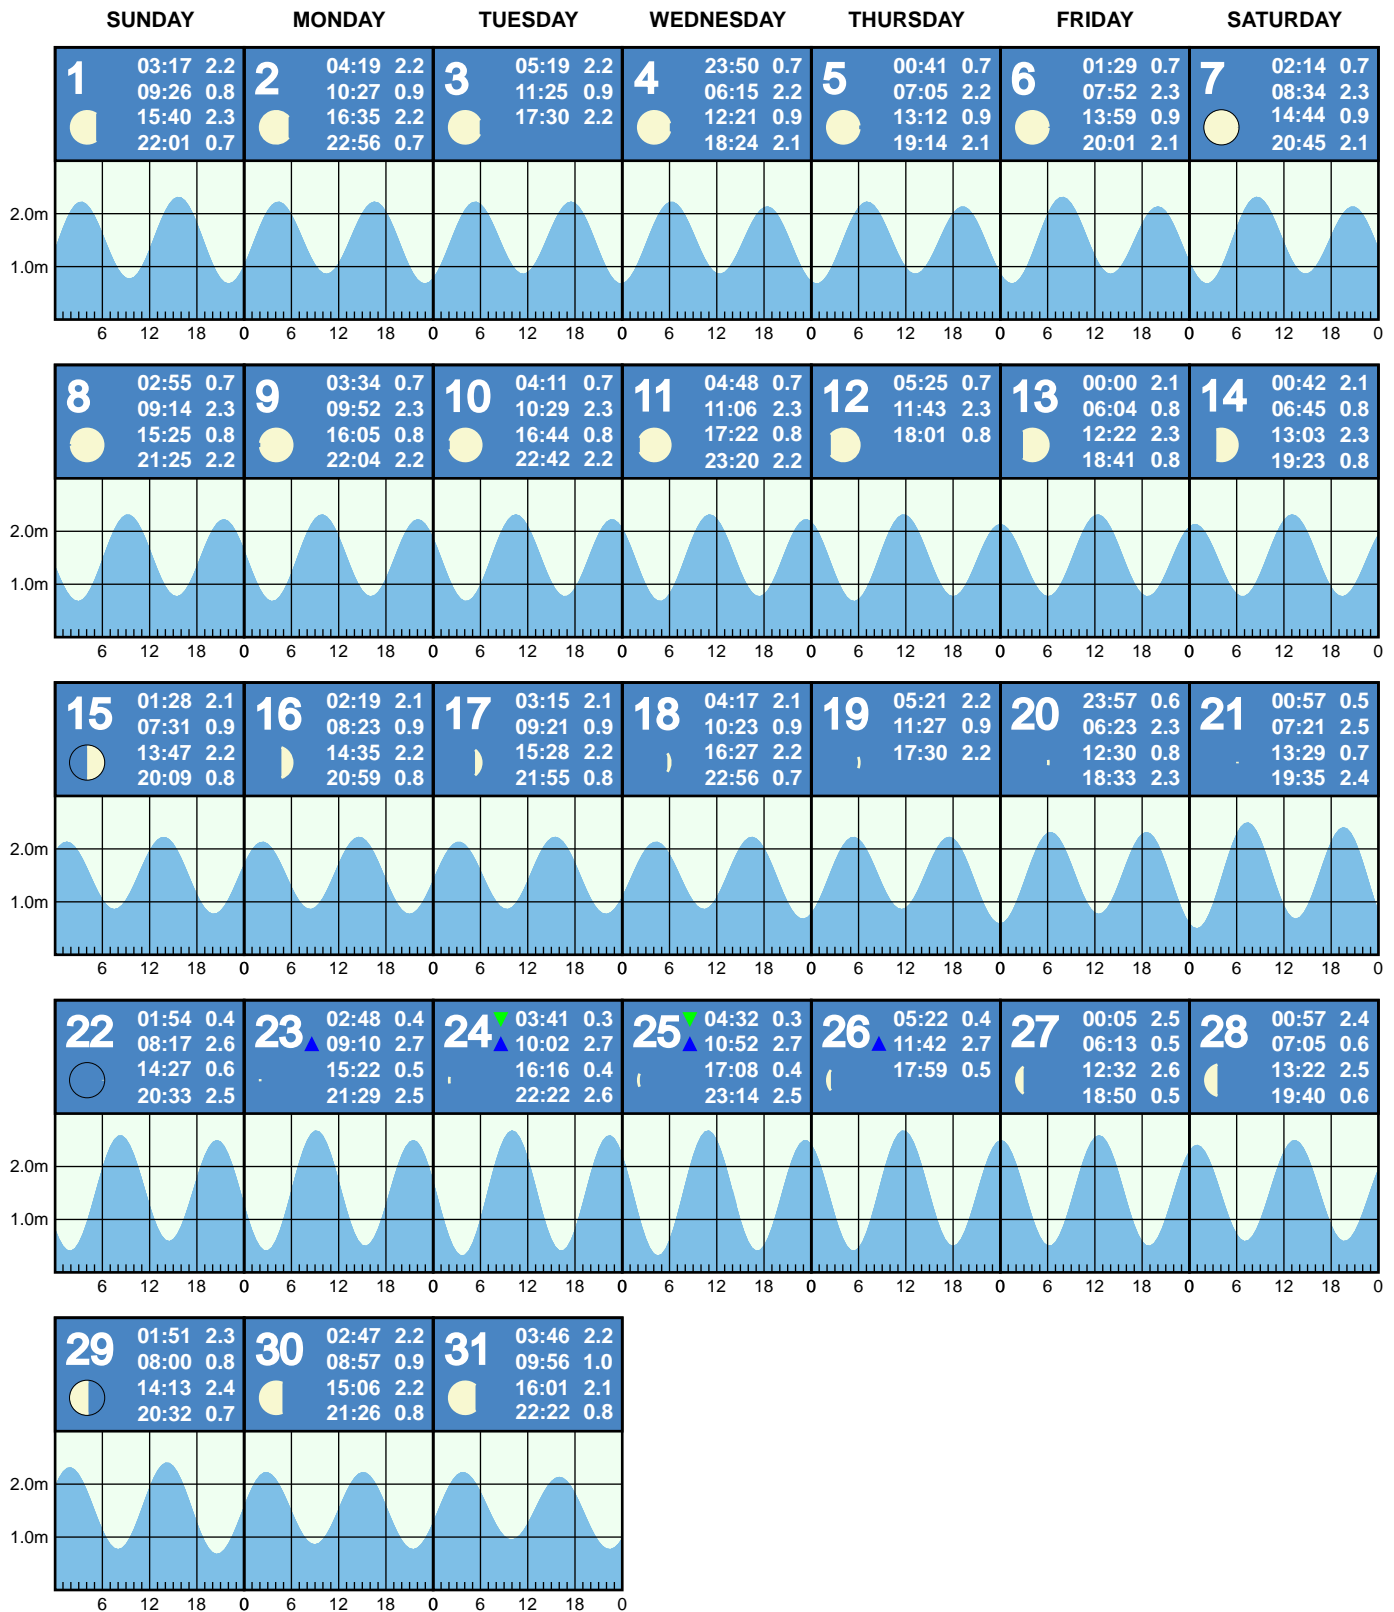 SUNDAY MONDAY TUESDAY WEDNESDAY THURSDAY FRIDAY SATURDAY
1 03:17 2.2
09:26 0.8
15:40 2.3
22:01 0.7
2 04:19 2.2
10:27 0.9
16:35 2.2
22:56 0.7
3 05:19 2.2
11:25 0.9
17:30 2.2
4 23:50 0.7
06:15 2.2
12:21 0.9
18:24 2.1
5 00:41 0.7
07:05 2.2
13:12 0.9
19:14 2.1
6 01:29 0.7
07:52 2.3
13:59 0.9
20:01 2.1
7 02:14 0.7
08:34 2.3
14:44 0.9
20:45 2.1
2.0m
1.0m
6 12 18 0 6 12 18 0 6 12 18 0 6 12 18 0 6 12 18 0 6 12 18 0 6 12 18 0
8 02:55 0.7
09:14 2.3
15:25 0.8
21:25 2.2
9 03:34 0.7
09:52 2.3
16:05 0.8
22:04 2.2
10 04:11 0.7
10:29 2.3
16:44 0.8
22:42 2.2
11 04:48 0.7
11:06 2.3
17:22 0.8
23:20 2.2
12 05:25 0.7
11:43 2.3
18:01 0.8
13 00:00 2.1
06:04 0.8
12:22 2.3
18:41 0.8
14 00:42 2.1
06:45 0.8
13:03 2.3
19:23 0.8
2.0m
1.0m
6 12 18 0 6 12 18 0 6 12 18 0 6 12 18 0 6 12 18 0 6 12 18 0 6 12 18 0
15 01:28 2.1
07:31 0.9
13:47 2.2
20:09 0.8
16 02:19 2.1
08:23 0.9
14:35 2.2
20:59 0.8
17 03:15 2.1
09:21 0.9
15:28 2.2
21:55 0.8
18 04:17 2.1
10:23 0.9
16:27 2.2
22:56 0.7
19 05:21 2.2
11:27 0.9
17:30 2.2
20 23:57 0.6
06:23 2.3
12:30 0.8
18:33 2.3
21 00:57 0.5
07:21 2.5
13:29 0.7
19:35 2.4
2.0m
1.0m
6 12 18 0 6 12 18 0 6 12 18 0 6 12 18 0 6 12 18 0 6 12 18 0 6 12 18 0
22 01:54 0.4
08:17 2.6
14:27 0.6
20:33 2.5
23 02:48 0.4
09:10 2.7
15:22 0.5
21:29 2.5
24 03:41 0.3
10:02 2.7
16:16 0.4
22:22 2.6
25 04:32 0.3
10:52 2.7
17:08 0.4
23:14 2.5
26 05:22 0.4
11:42 2.7
17:59 0.5
27 00:05 2.5
06:13 0.5
12:32 2.6
18:50 0.5
28 00:57 2.4
07:05 0.6
13:22 2.5
19:40 0.6
2.0m
1.0m
6 12 18 0 6 12 18 0 6 12 18 0 6 12 18 0 6 12 18 0 6 12 18 0 6 12 18 0
29 01:51 2.3
08:00 0.8
14:13 2.4
20:32 0.7
30 02:47 2.2
08:57 0.9
15:06 2.2
21:26 0.8
31 03:46 2.2
09:56 1.0
16:01 2.1
22:22 0.8
2.0m
1.0m
6 12 18 0 6 12 18 0 6 12 18 0